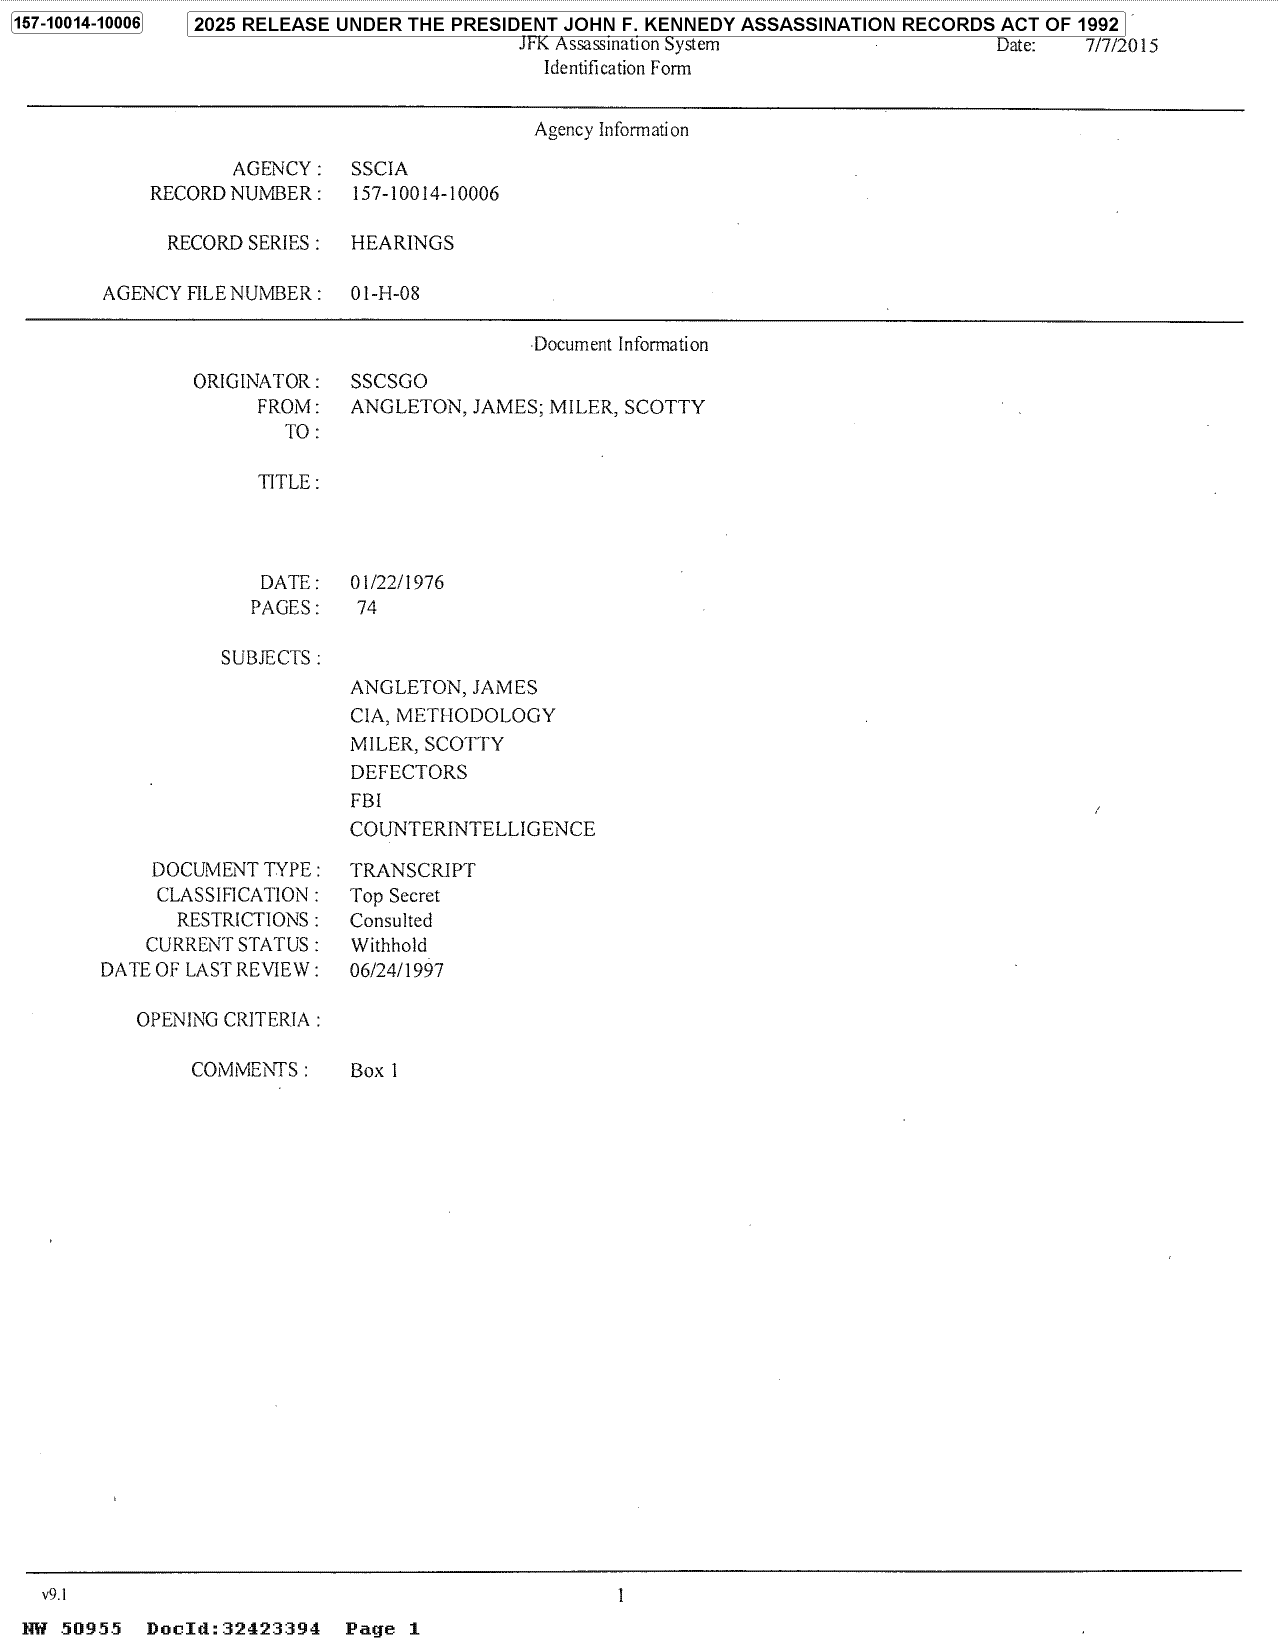 157-10014-10006
2025 RELEASE UNDER THE PRESIDENT JOHN F. KENNEDY ASSASSINATION RECORDS ACT OF 1992
JFK Assassination System Date: 7/7/2015
Identification Form
Agency Information
AGENCY : SSCIA
RECORD NUMBER : 157-10014-10006
RECORD SERIES : HEARINGS
AGENCY FILE NUMBER : 01-H-08
Document Information
ORIGINATOR : SSCSGO
FROM : ANGLETON, JAMES; MILER, SCOTTY
TO :
TITLE :
DATE : 01/22/1976
PAGES : 74
SUBJECTS :
ANGLETON, JAMES
CIA, METHODOLOGY
MILER, SCOTTY
DEFECTORS
FBI
COUNTERINTELLIGENCE
DOCUMENT TYPE : TRANSCRIPT
CLASSIFICATION : Top Secret
RESTRICTIONS : Consulted
CURRENT STATUS : Withhold
DATE OF LAST REVIEW : 06/24/1997
OPENING CRITERIA :
COMMENTS : Box 1
v9.1 1
NW 50955 DocId:32423394 Page 1